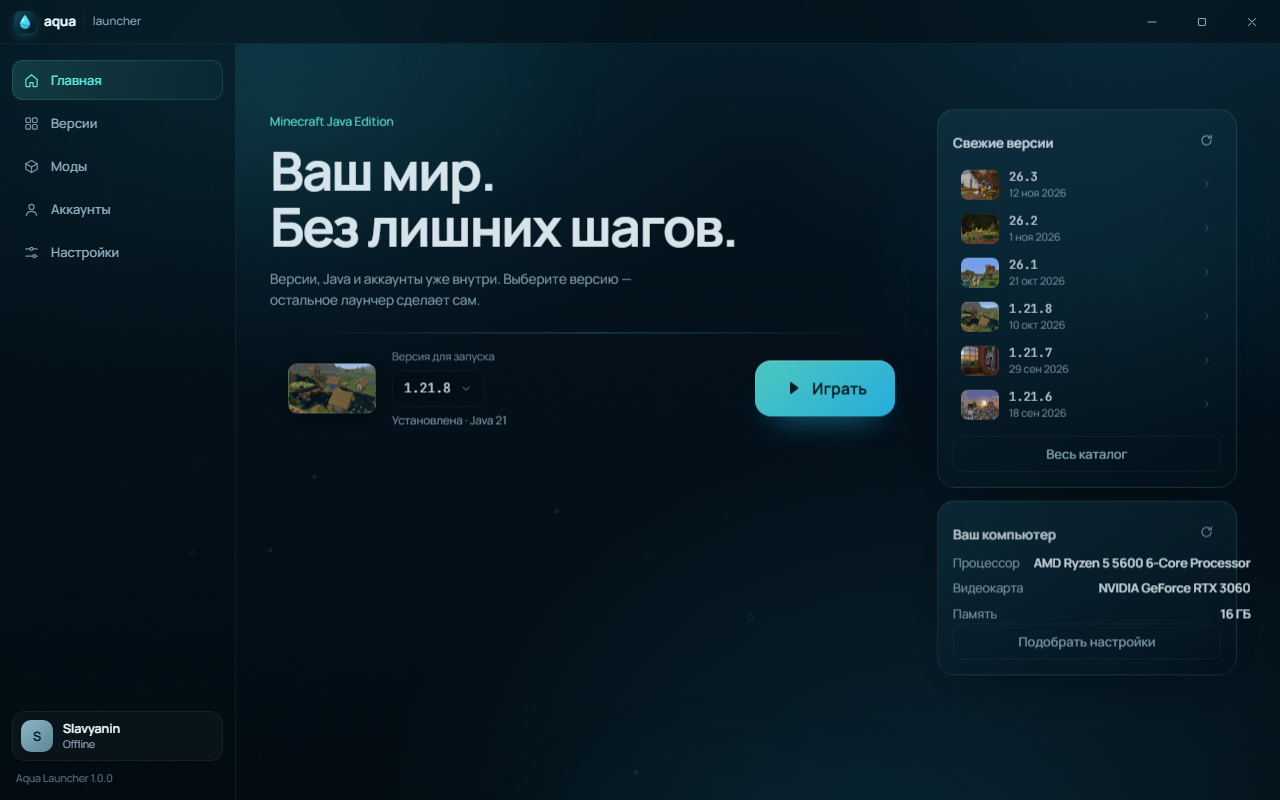 aqua launcher
Главная
Версии
Моды
Аккаунты
Настройки
Slavyanin
Offline
Aqua Launcher 1.0.0
Minecraft Java Edition
Ваш мир.
Без лишних шагов.
Версии, Java и аккаунты уже внутри. Выберите версию —
остальное лаунчер сделает сам.
Версия для запуска
1.21.8
Установлена · Java 21
Играть
Свежие версии
26.3
12 ноя 2026
26.2
1 ноя 2026
26.1
21 окт 2026
1.21.8
10 окт 2026
1.21.7
29 сен 2026
1.21.6
18 сен 2026
Весь каталог
Ваш компьютер
Процессор AMD Ryzen 5 5600 6-Core Processor
Видеокарта NVIDIA GeForce RTX 3060
Память 16 ГБ
Подобрать настройки
S